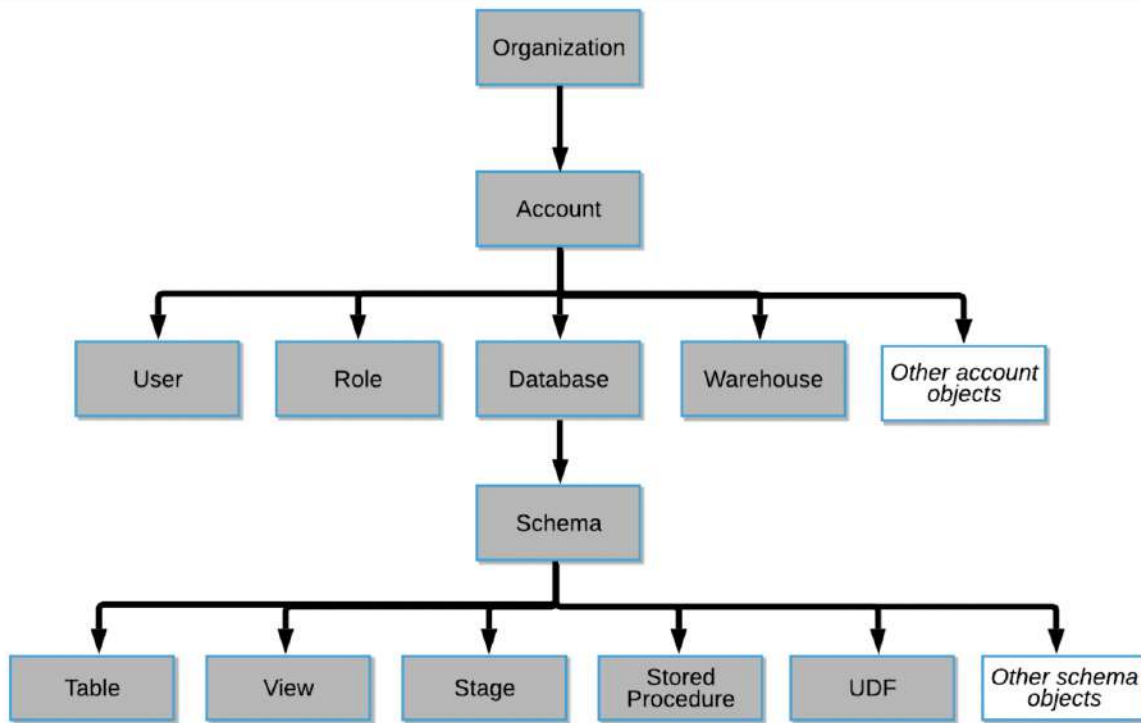 Organization
Account
User
Role
Database
Warehouse
Other account
objects
Schema
Table
View
Stage
Stored
Procedure
UDF
Other schema
objects